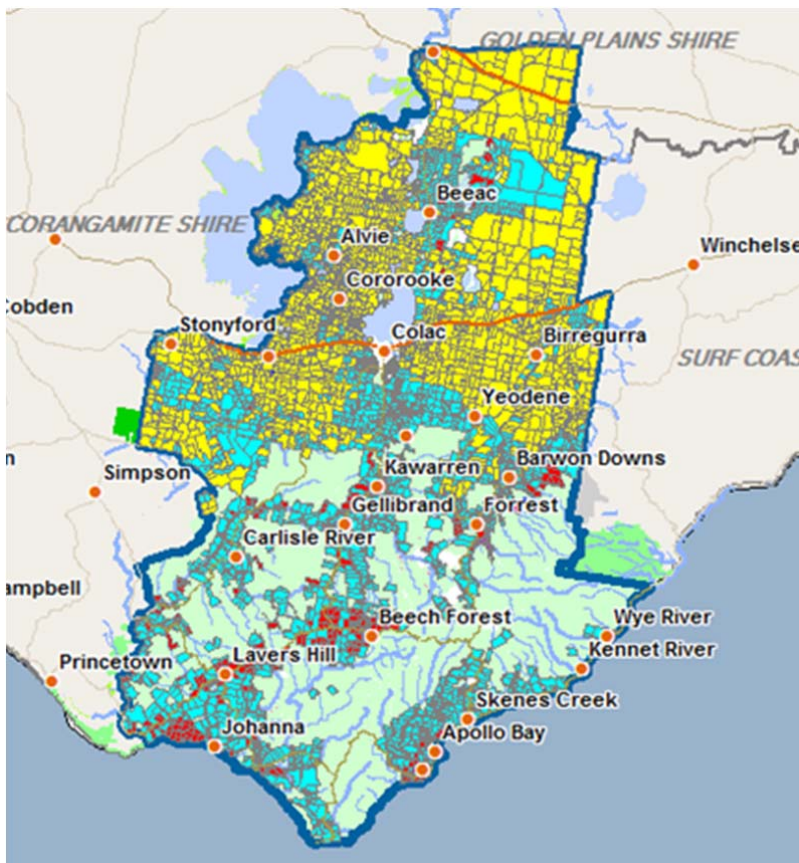 GOLDEN PLAINS SHIRE
Beeac
CORANGAMITE SHIRE
Alvie
Winchelse
Cororooke
Cobden
Stonyford
Colac
Birregurra
SURF COAS
Yeodene
Simpson
Kawarren
Barwon Downs
Gellibrand
Forrest
Carlisle River
ampbell
Beech Forest
Wye River
Kennet River
Princetown
Lavers Hill
Skenes Creek
Johanna
Apollo Bay